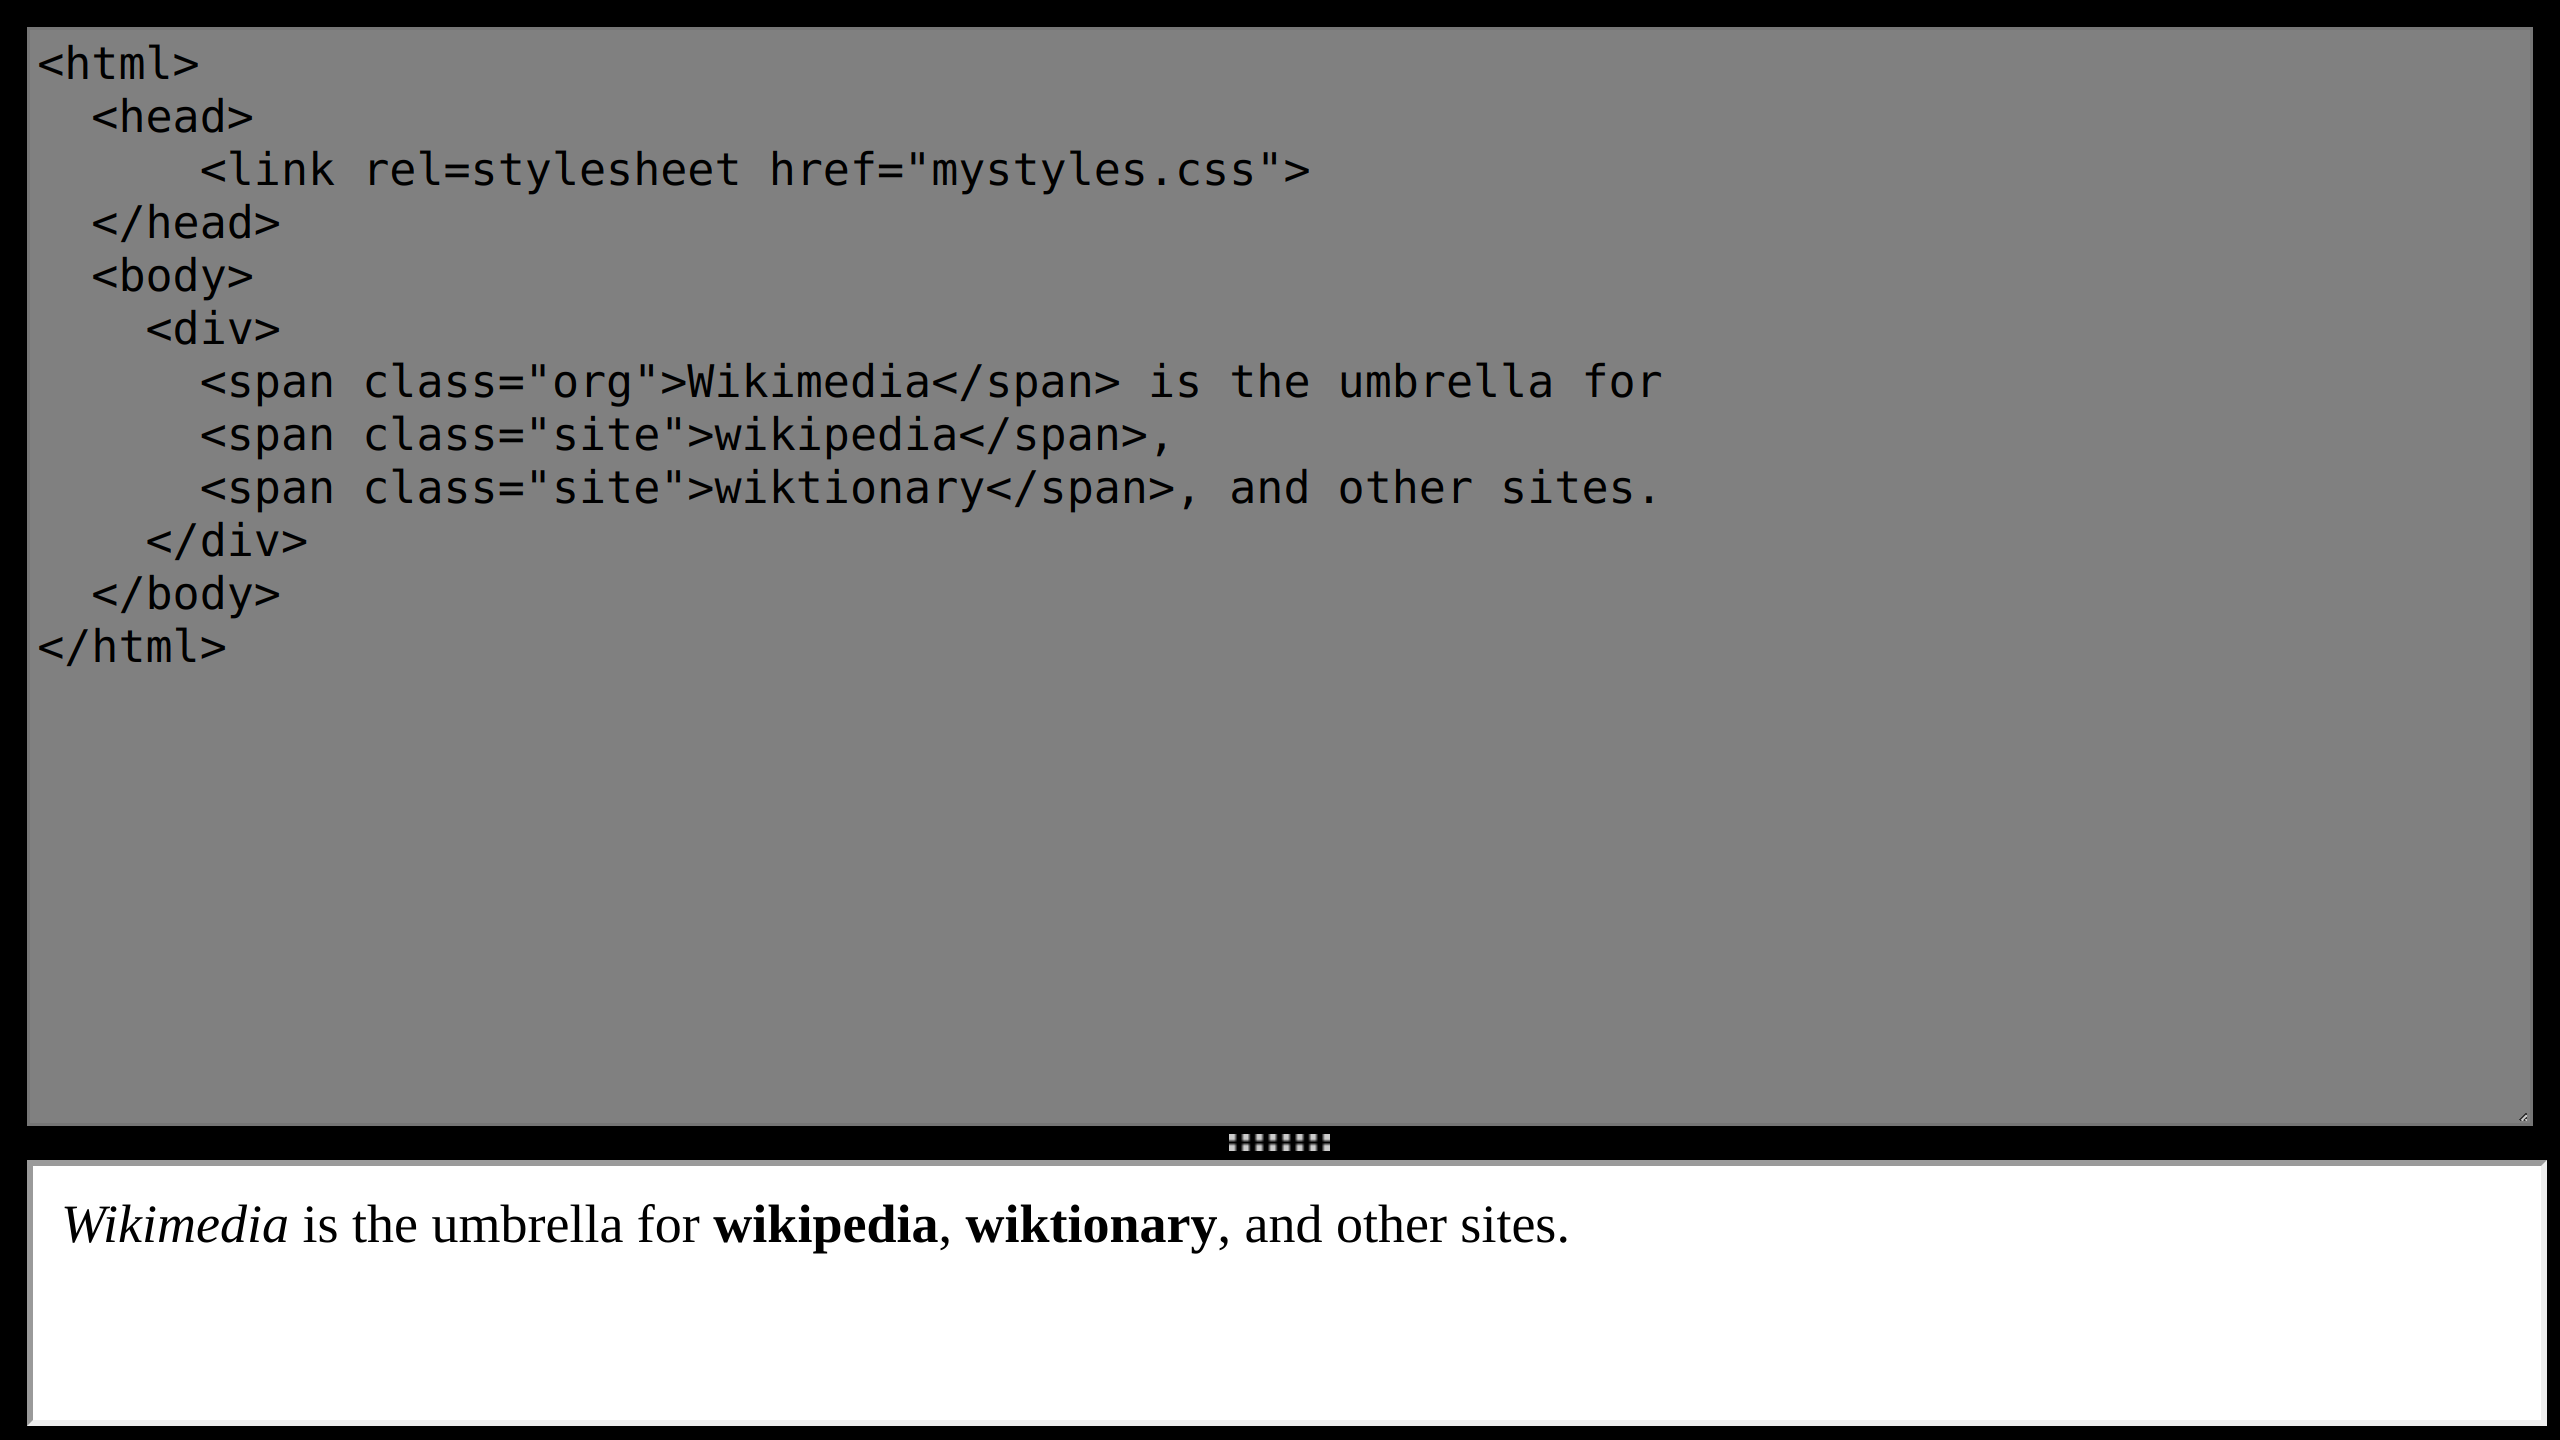 <html>
  <head>
      <link rel=stylesheet href="mystyles.css">
  </head>
  <body>
    <div>
      <span class="org">Wikimedia</span> is the umbrella for
      <span class="site">wikipedia</span>,
      <span class="site">wiktionary</span>, and other sites.
    </div>
  </body>
</html>
Wikimedia is the umbrella for wikipedia, wiktionary, and other sites.